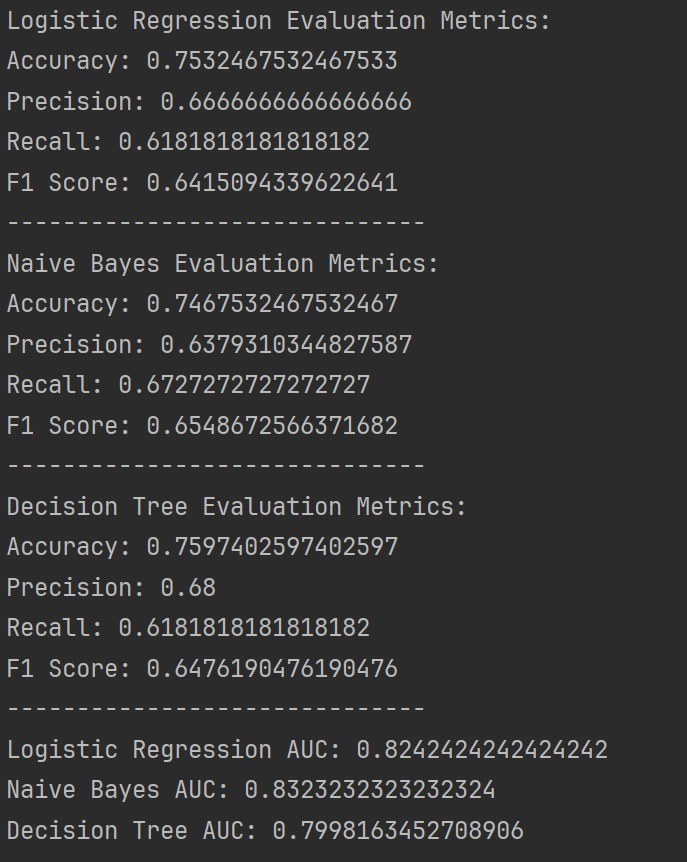 Logistic Regression Evaluation Metrics:
Accuracy: 0.7532467532467533
Precision: 0.6666666666666666
Recall: 0.6181818181818182
F1 Score: 0.6415094339622641
------------------------------
Naive Bayes Evaluation Metrics:
Accuracy: 0.7467532467532467
Precision: 0.6379310344827587
Recall: 0.6727272727272727
F1 Score: 0.6548672566371682
------------------------------
Decision Tree Evaluation Metrics:
Accuracy: 0.7597402597402597
Precision: 0.68
Recall: 0.6181818181818182
F1 Score: 0.6476190476190476
------------------------------
Logistic Regression AUC: 0.8242424242424242
Naive Bayes AUC: 0.8323232323232324
Decision Tree AUC: 0.7998163452708906